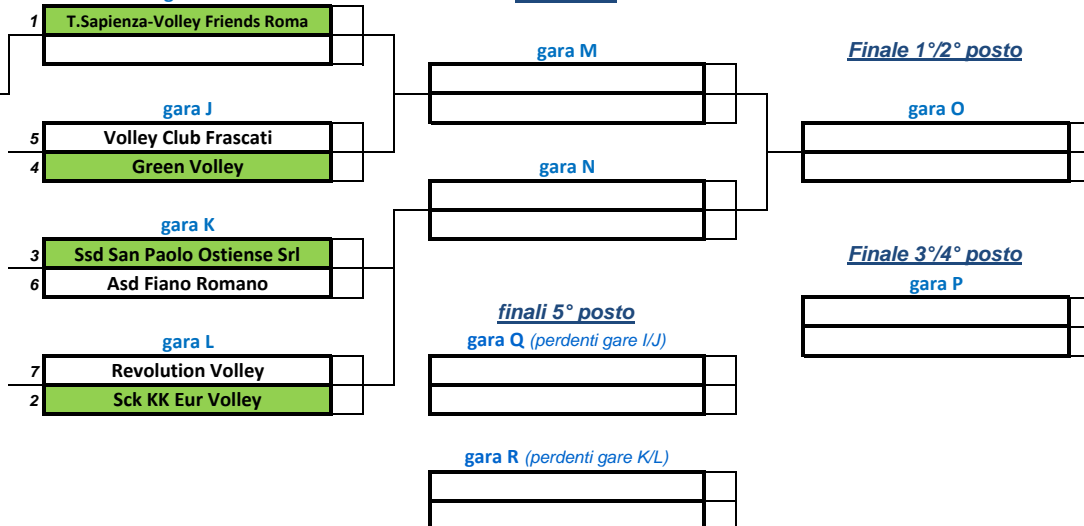 1 T.Sapienza-Volley Friends Roma
gara J
5 Volley Club Frascati
4 Green Volley
gara K
3 Ssd San Paolo Ostiense Srl
6 Asd Fiano Romano
gara L
7 Revolution Volley
2 Sck KK Eur Volley
gara M
gara N
finali 5° posto
gara Q (perdenti gare I/J)
gara R (perdenti gare K/L)
Finale 1°/2° posto
gara O
Finale 3°/4° posto
gara P